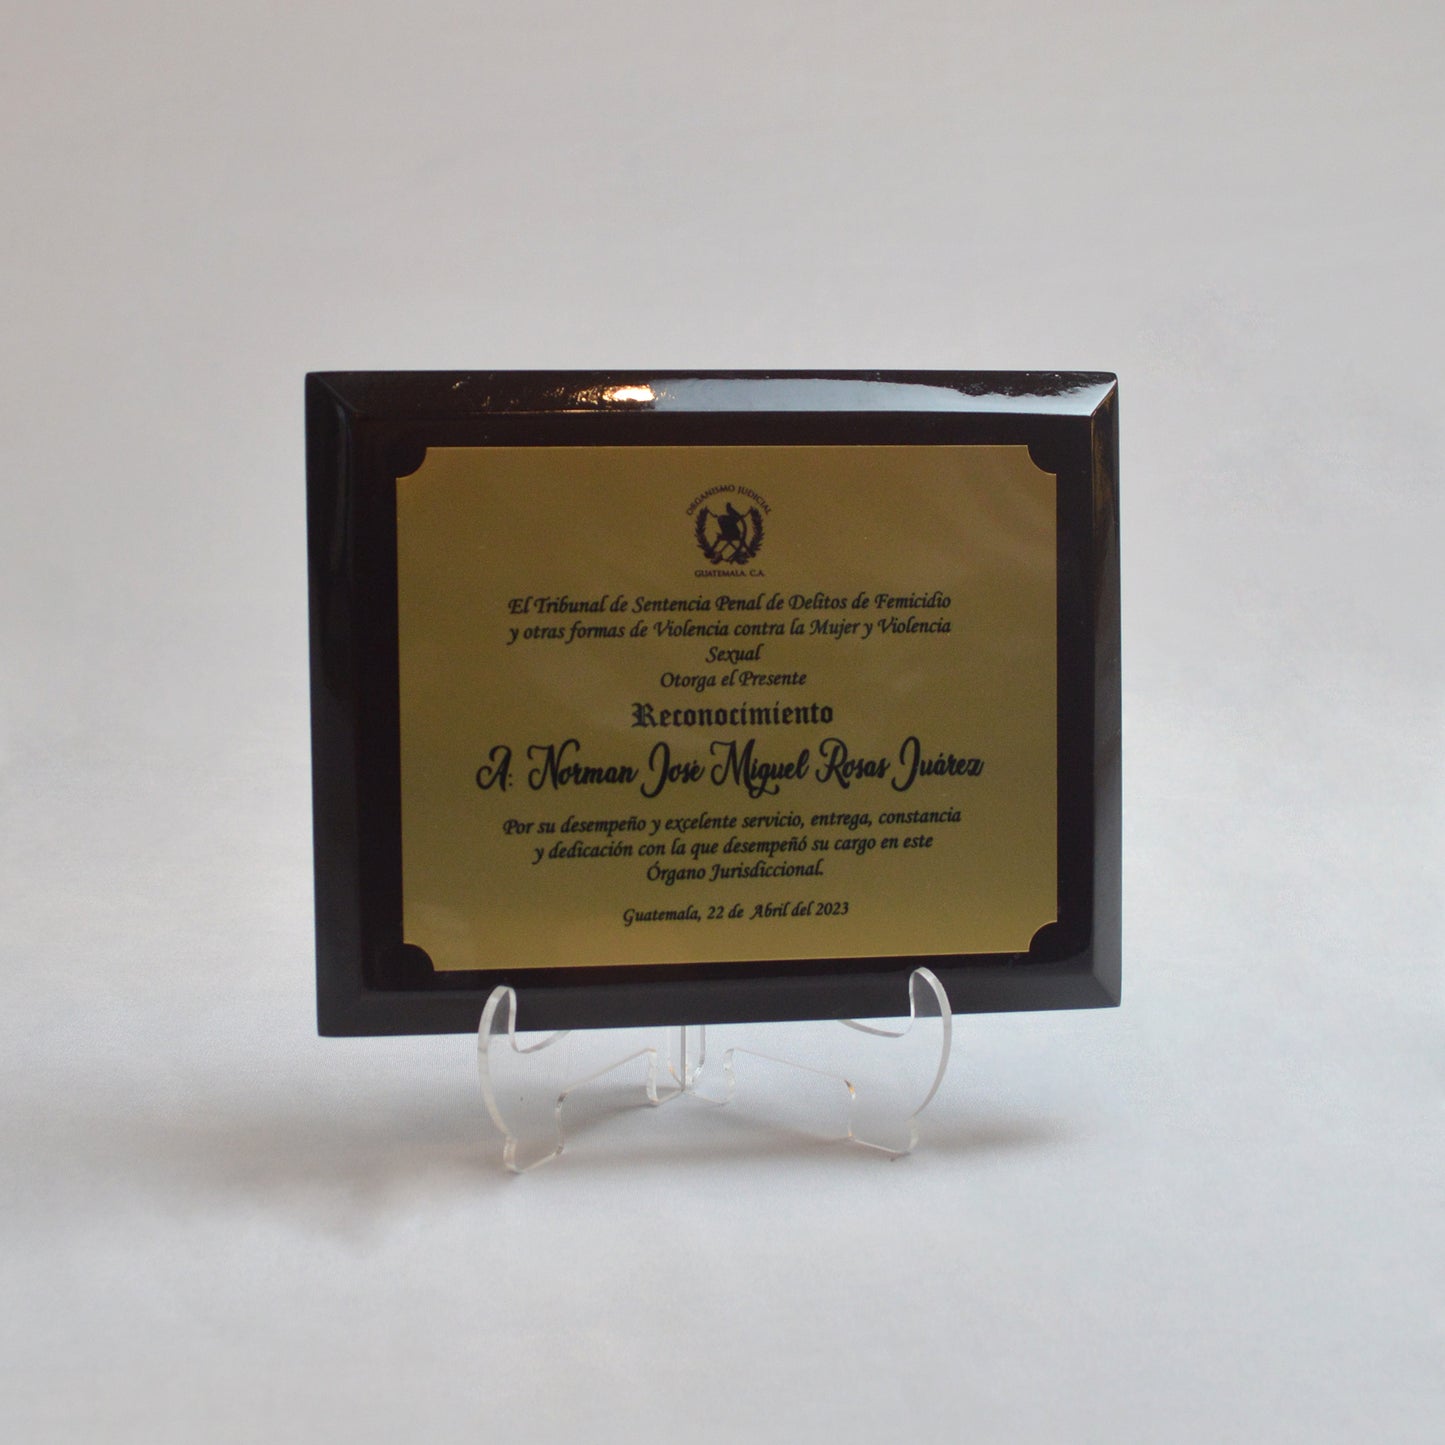 ORGANISMO JUDICIAL
GUATEMALA. C.A.
El Tribunal de Sentencia Penal de Delitos de Femicidio
y otras formas de Violencia contra la Mujer y Violencia
Sexual
Otorga el Presente
Reconocimiento
A: Norman José Miguel Rosas Juárez
Por su desempeño y excelente servicio, entrega, constancia
y dedicación con la que desempeñó su cargo en este
Órgano Jurisdiccional.
Guatemala, 22 de Abril del 2023